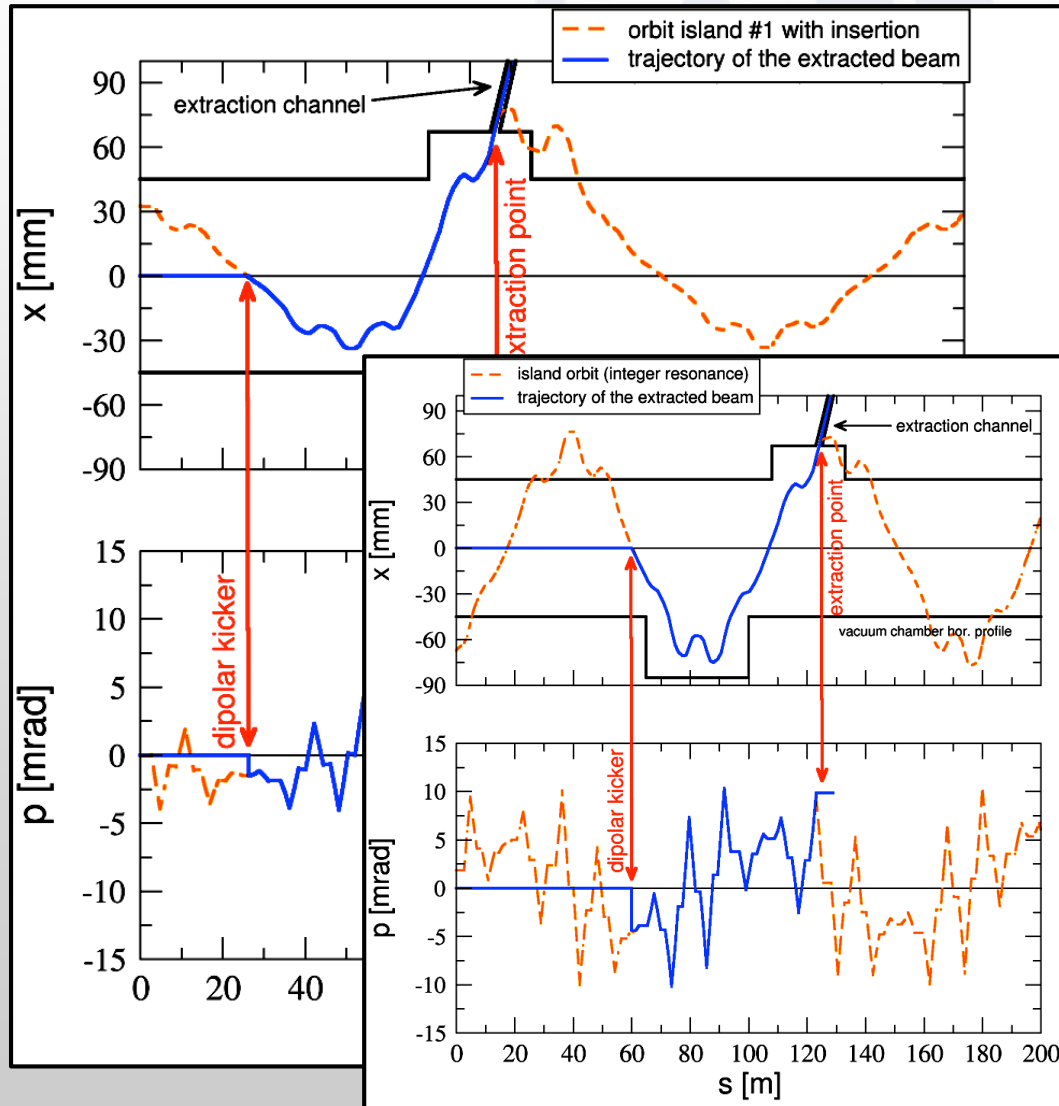 orbit island #1 with insertion
trajectory of the extracted beam
extraction channel
90
60
30
0
-30
-60
-90
x [mm]
xtraction point
15
10
5
0
-5
-10
-15
p [mrad]
dipolar kicker
0
20
40
island orbit (integer resonance)
trajectory of the extracted beam
extraction channel
90
60
30
0
-30
-60
-90
x [mm]
extraction point
vacuum chamber hor. profile
15
10
5
0
-5
-10
-15
p [mrad]
dipolar kicker
0 20 40 60 80 100 120 140 160 180 200
s [m]